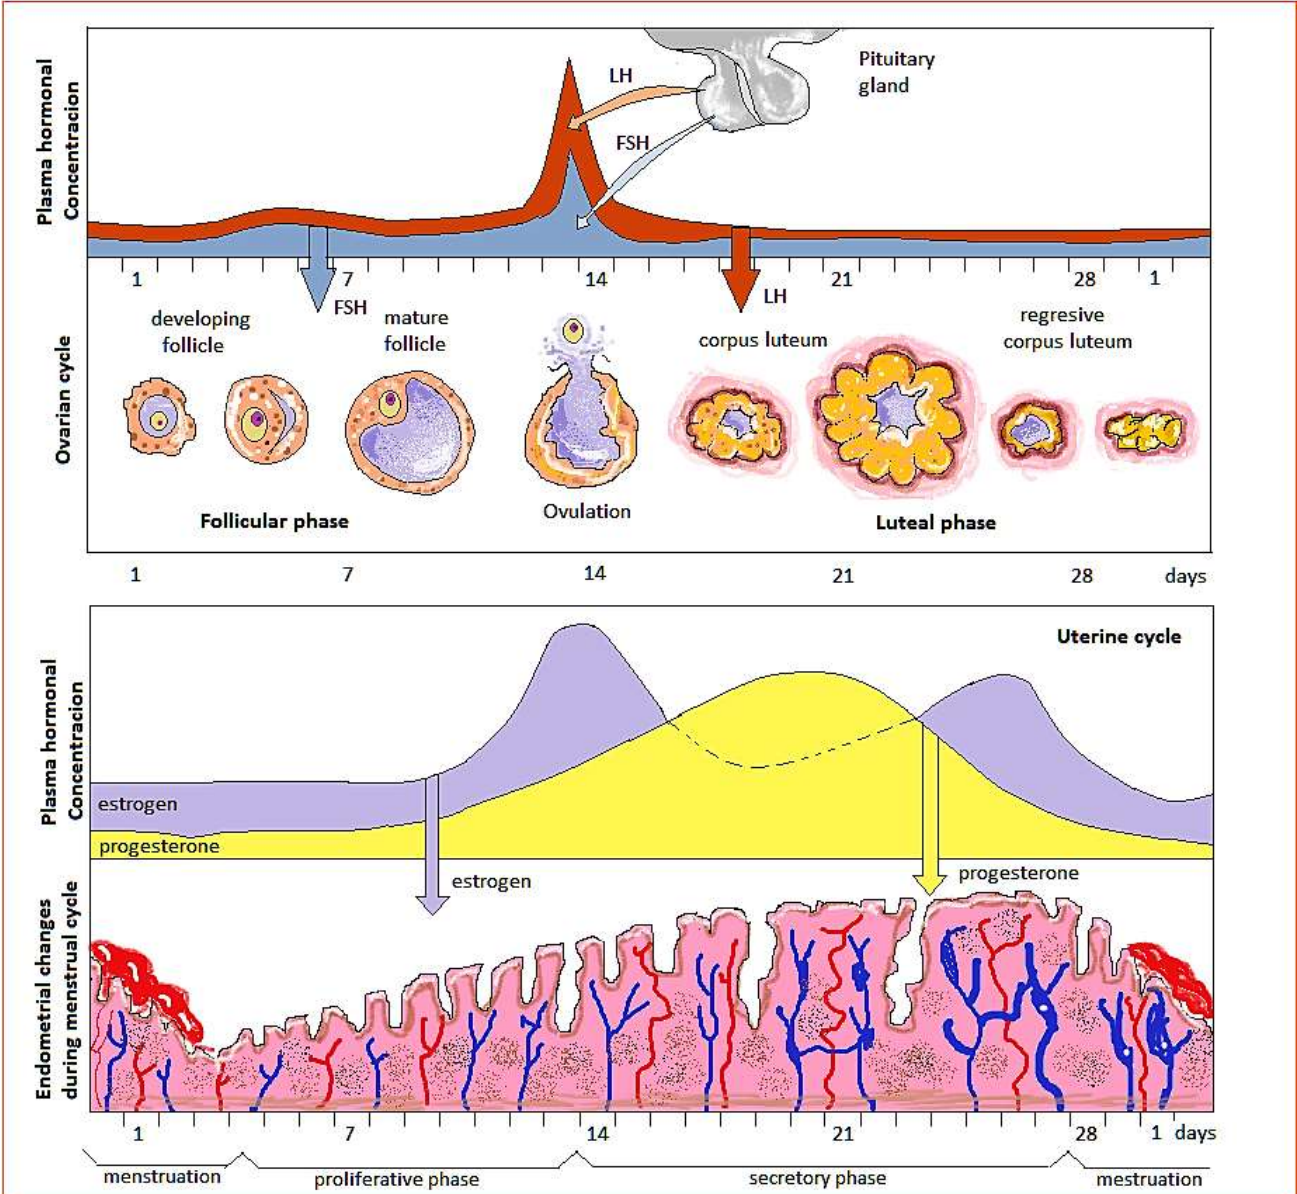 Plasma hormonal
Concentracion
LH
FSH
Pituitary
gland
1 7 14 21 28 1
FSH
LH
Ovarian cycle
developing
follicle
mature
follicle
corpus luteum
regresive
corpus luteum
Follicular phase
Ovulation
Luteal phase
1 7 14 21 28 days
Plasma hormonal
Concentracion
Uterine cycle
estrogen
progesterone
estrogen
progesterone
Endometrial changes
during menstrual cycle
1 7 14 21 28 1 days
menstruation proliferative phase secretory phase mestruation